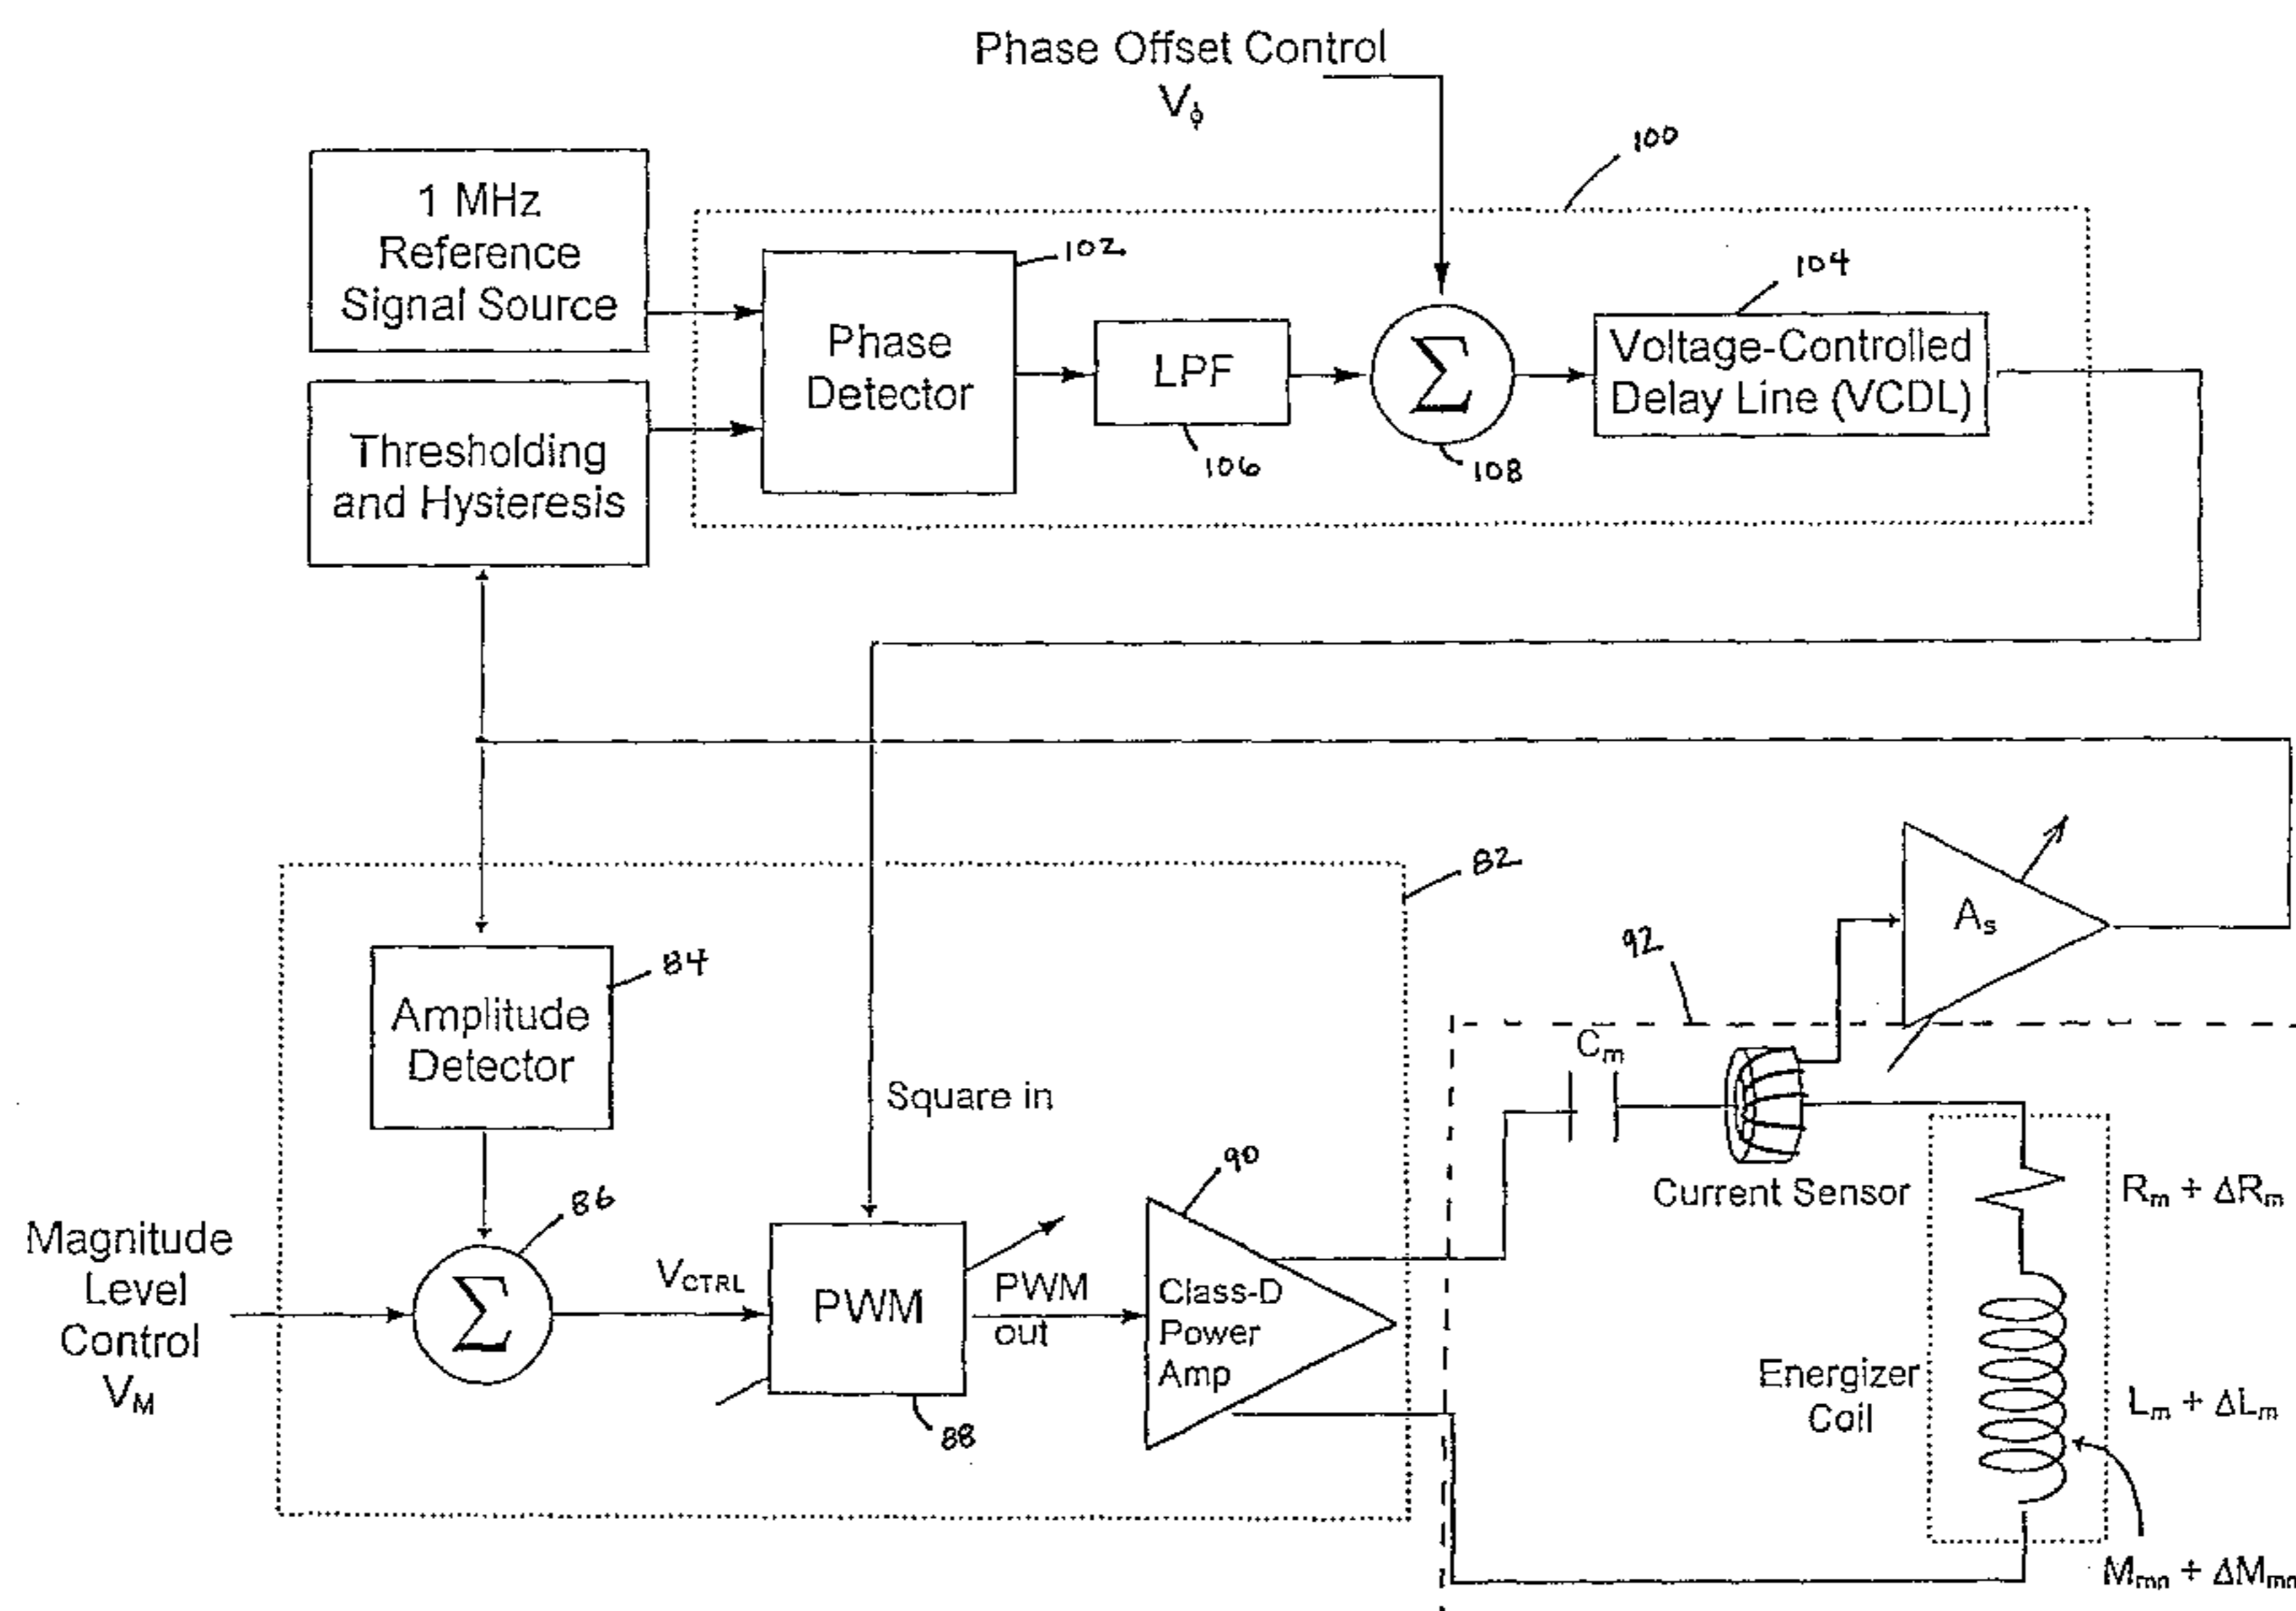 Phase Offset Control
Vϕ
100
1 MHz
Reference
Signal Source
102
104
Phase
Detector
LPF
Σ
Voltage-Controlled
Delay Line (VCDL)
106
108
Thresholding
and Hysteresis
82
84
Amplitude
Detector
As
92
Cm
Square in
Current Sensor
Rm + ΔRm
86
90
Magnitude
Level
Control
VM
Σ
VCTRL
PWM
PWM
out
Class-D
Power
Amp
88
Energizer
Coil
Lm + ΔLm
Mmn + ΔMmn